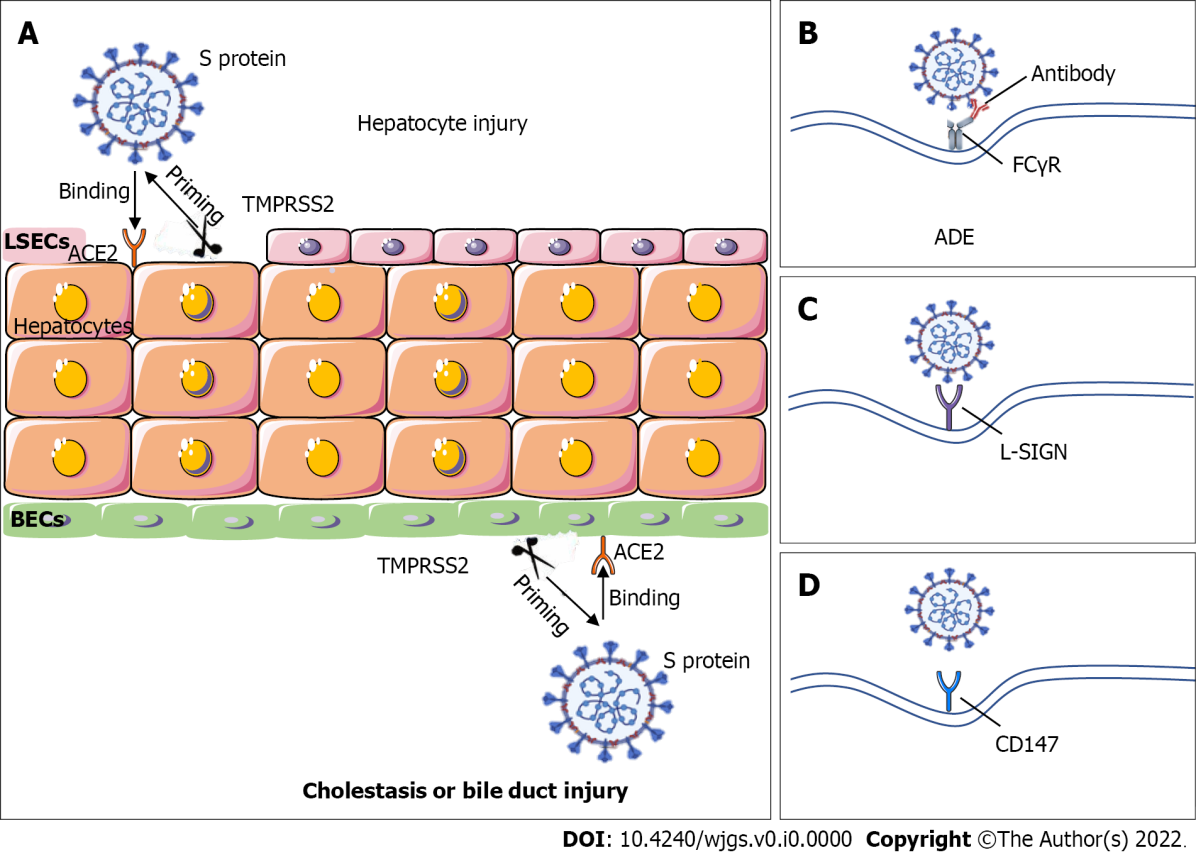 A
S protein
Hepatocyte injury
Binding
Priming
TMPRSS2
LSECs
ACE2
Hepatocytes
BECs
TMPRSS2
ACE2
Priming
Binding
S protein
Cholestasis or bile duct injury
B
Antibody
FCγR
ADE
C
L-SIGN
D
CD147
DOI: 10.4240/wjgs.v0.i0.0000 Copyright ©The Author(s) 2022.